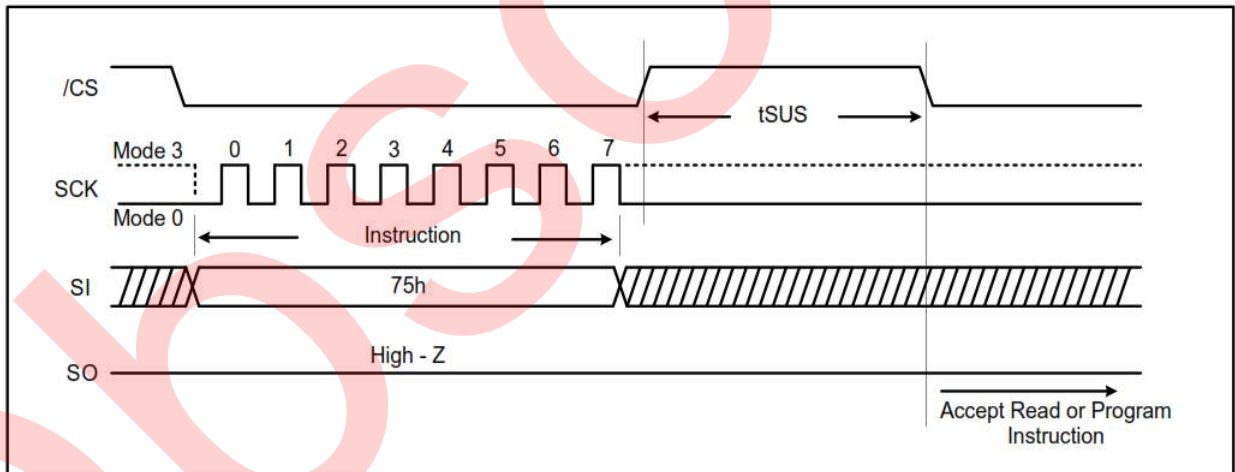 /CS
tSUS
Mode 3 0 1 2 3 4 5 6 7
SCK
Mode 0
Instruction
SI 75h
High - Z
SO
Accept Read or Program
Instruction